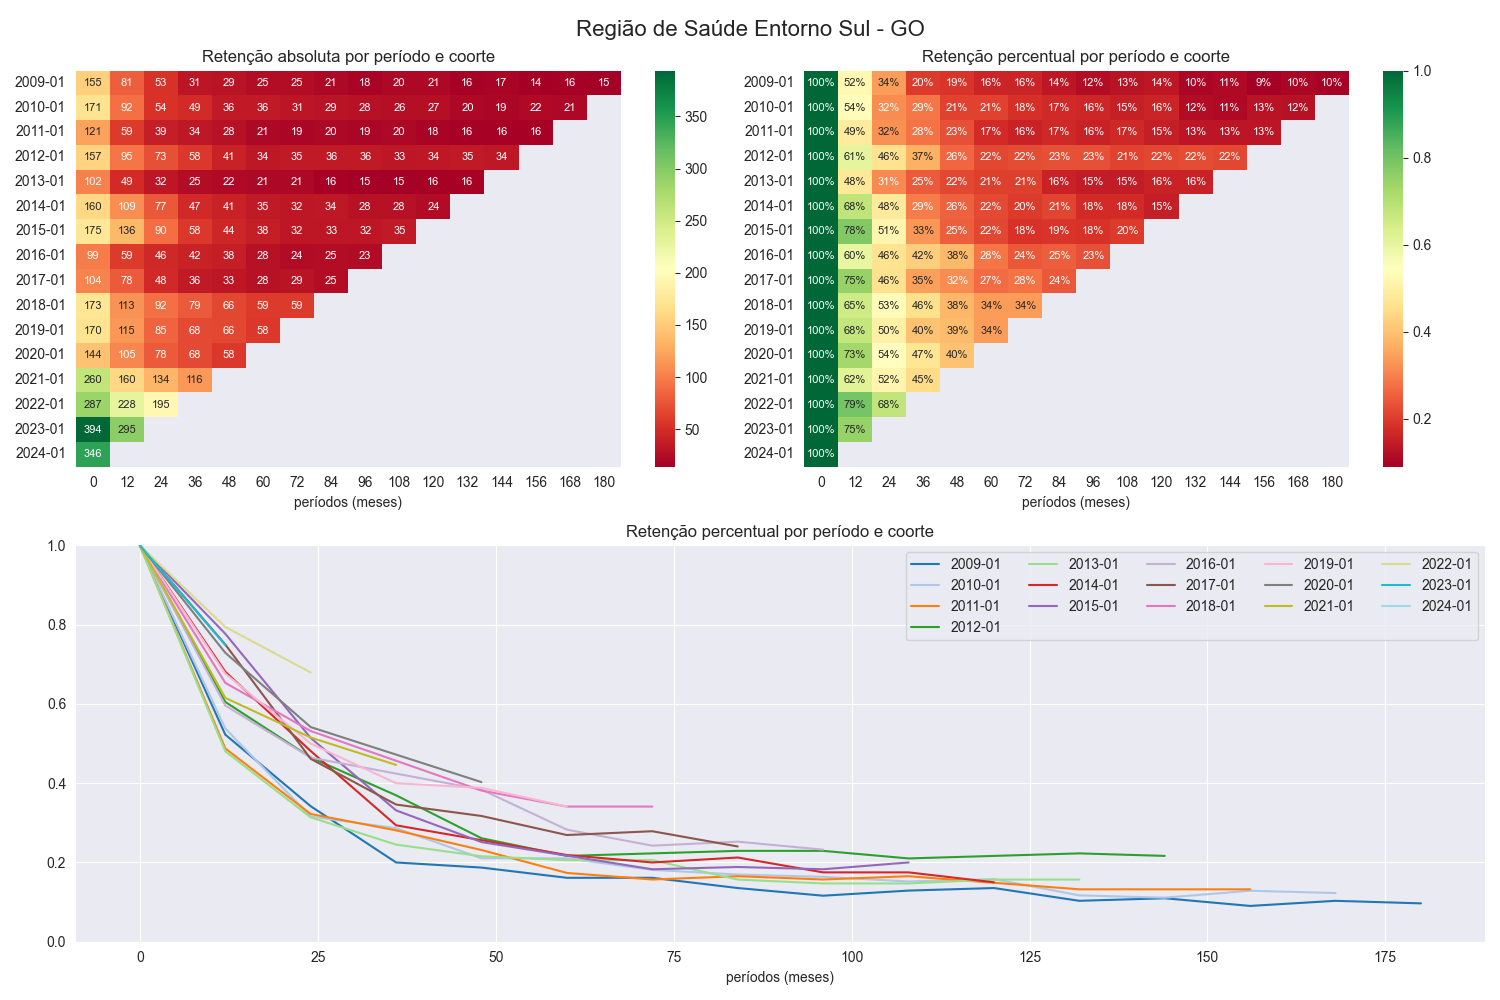 Região de Saúde Entorno Sul - GO
Retenção absoluta por período e coorte
2009-01 155 81 53 31 29 25 25 21 18 20 21 16 17 14 16 15
2010-01 171 92 54 49 36 36 31 29 28 26 27 20 19 22 21
2011-01 121 59 39 34 28 21 19 20 19 20 18 16 16 16
2012-01 157 95 73 58 41 34 35 36 36 33 34 35 34
2013-01 102 49 32 25 22 21 21 16 15 15 16 16
2014-01 160 109 77 47 41 35 32 34 28 28 24
2015-01 175 136 90 58 44 38 32 33 32 35
2016-01 99 59 46 42 38 28 24 25 23
2017-01 104 78 48 36 33 28 29 25
2018-01 173 113 92 79 66 59 59
2019-01 170 115 85 68 66 58
2020-01 144 105 78 68 58
2021-01 260 160 134 116
2022-01 287 228 195
2023-01 394 295
2024-01 346
0 12 24 36 48 60 72 84 96 108 120 132 144 156 168 180
períodos (meses)
350
300
250
200
150
100
50
Retenção percentual por período e coorte
2009-01 100% 52% 34% 20% 19% 16% 16% 14% 12% 13% 14% 10% 11% 9% 10% 10%
2010-01 100% 54% 32% 29% 21% 21% 18% 17% 16% 15% 16% 12% 11% 13% 12%
2011-01 100% 49% 32% 28% 23% 17% 16% 17% 16% 17% 15% 13% 13% 13%
2012-01 100% 61% 46% 37% 26% 22% 22% 23% 23% 21% 22% 22% 22%
2013-01 100% 48% 31% 25% 22% 21% 21% 16% 15% 15% 16% 16%
2014-01 100% 68% 48% 29% 26% 22% 20% 21% 18% 18% 15%
2015-01 100% 78% 51% 33% 25% 22% 18% 19% 18% 20%
2016-01 100% 60% 46% 42% 38% 28% 24% 25% 23%
2017-01 100% 75% 46% 35% 32% 27% 28% 24%
2018-01 100% 65% 53% 46% 38% 34% 34%
2019-01 100% 68% 50% 40% 39% 34%
2020-01 100% 73% 54% 47% 40%
2021-01 100% 62% 52% 45%
2022-01 100% 79% 68%
2023-01 100% 75%
2024-01 100%
0 12 24 36 48 60 72 84 96 108 120 132 144 156 168 180
períodos (meses)
1.0
0.8
0.6
0.4
0.2
Retenção percentual por período e coorte
1.0
0.8
0.6
0.4
0.2
0.0
2009-01 2013-01 2016-01 2019-01 2022-01
2010-01 2014-01 2017-01 2020-01 2023-01
2011-01 2015-01 2018-01 2021-01 2024-01
2012-01
0 25 50 75 100 125 150 175
períodos (meses)